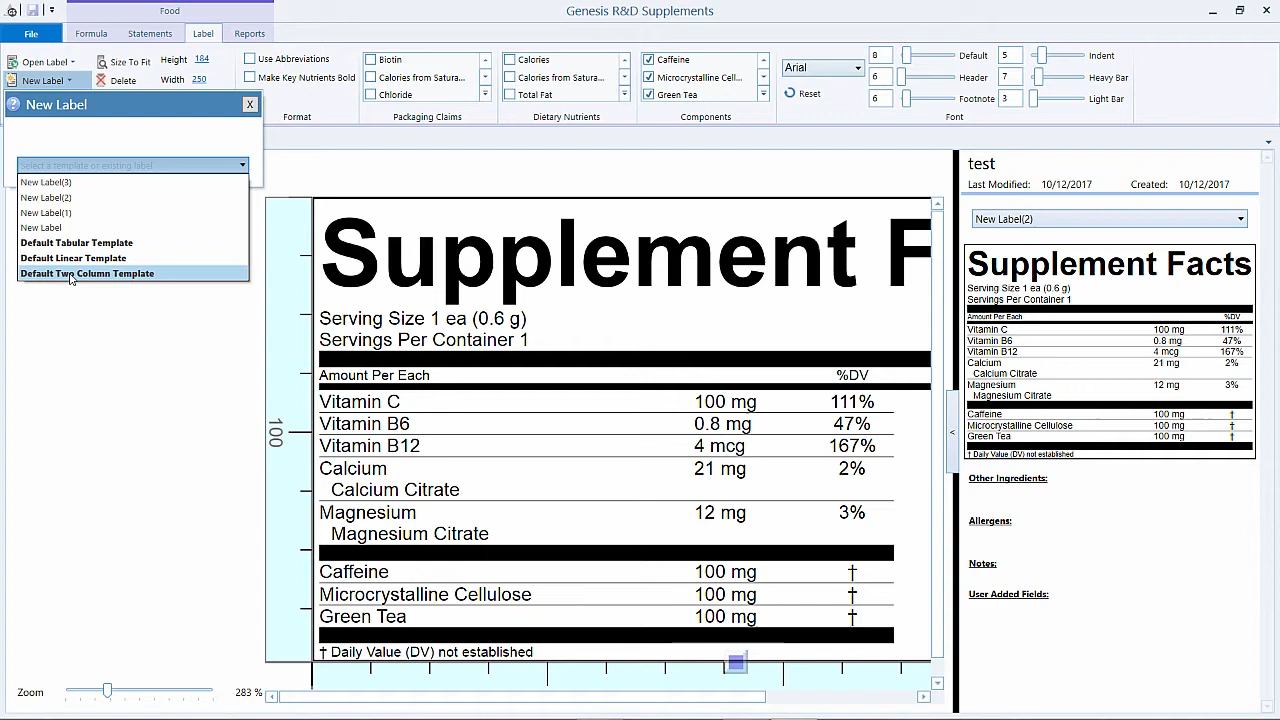 Food
Genesis R&D Supplements
File
Formula
Statements
Label
Reports
Open Label
New Label
Size To Fit
Delete
Height 184
Width 250
Use Abbreviations
Make Key Nutrients Bold
Format
Biotin
Calories from Satura...
Chloride
Packaging Claims
Calories
Calories from Satura...
Total Fat
Dietary Nutrients
Caffeine
Microcrystalline Cell...
Green Tea
Components
Arial
Reset
8 Default 5 Indent
6 Header 7 Heavy Bar
6 Footnote 3 Light Bar
Font
? New Label X
Select a template or existing label
New Label(3)
New Label(2)
New Label(1)
New Label
Default Tabular Template
Default Linear Template
Default Two Column Template
Zoom
283 %
100
Supplement F
Serving Size 1 ea (0.6 g)
Servings Per Container 1
Amount Per Each %DV
Vitamin C 100 mg 111%
Vitamin B6 0.8 mg 47%
Vitamin B12 4 mcg 167%
Calcium 21 mg 2%
Calcium Citrate
Magnesium 12 mg 3%
Magnesium Citrate
Caffeine 100 mg †
Microcrystalline Cellulose 100 mg †
Green Tea 100 mg †
† Daily Value (DV) not established
<
test
Last Modified: 10/12/2017 Created: 10/12/2017
New Label(2)
Supplement Facts
Serving Size 1 ea (0.6 g)
Servings Per Container 1
Amount Per Each %DV
Vitamin C 100 mg 111%
Vitamin B6 0.8 mg 47%
Vitamin B12 4 mcg 167%
Calcium 21 mg 2%
Calcium Citrate
Magnesium 12 mg 3%
Magnesium Citrate
Caffeine 100 mg †
Microcrystalline Cellulose 100 mg †
Green Tea 100 mg †
† Daily Value (DV) not established
Other Ingredients:
Allergens:
Notes:
User Added Fields: